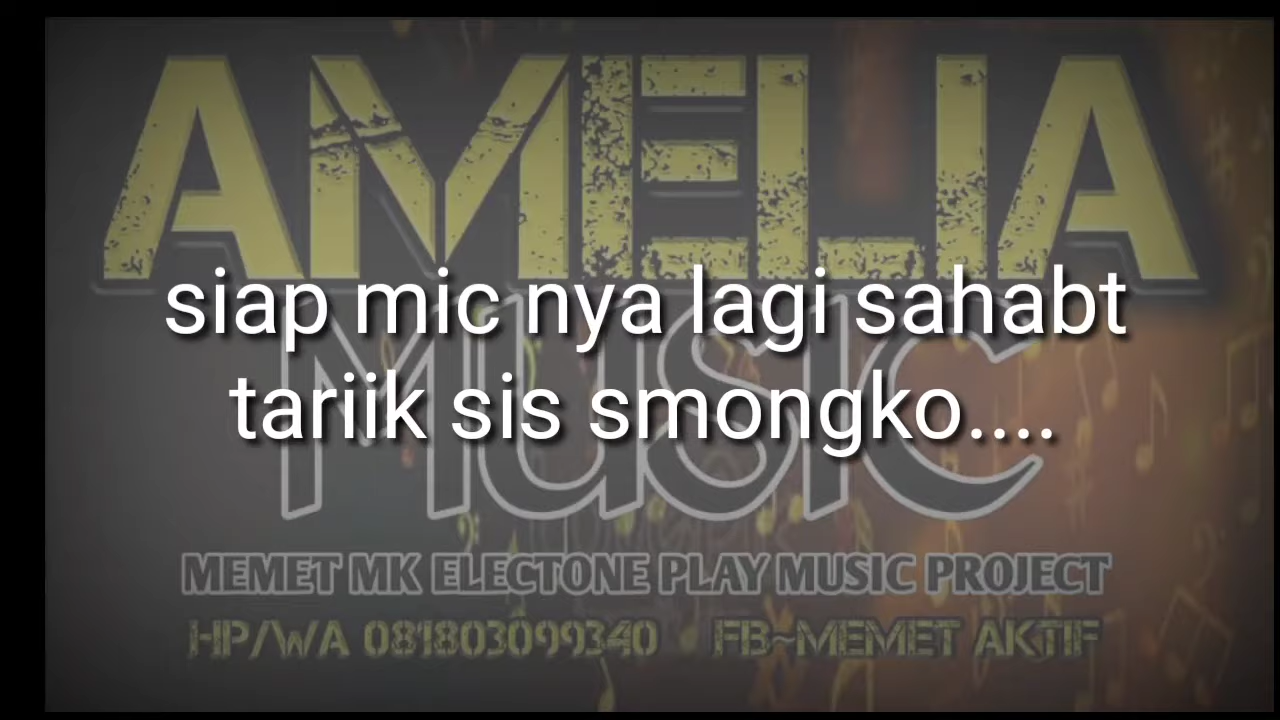 AMELIA
siap mic nya lagi sahabt
MUSIC
tariik sis smongko....
MEMET MK ELECTONE PLAY MUSIC PROJECT
HP/WA 081803099340 FB~MEMET AKTIF